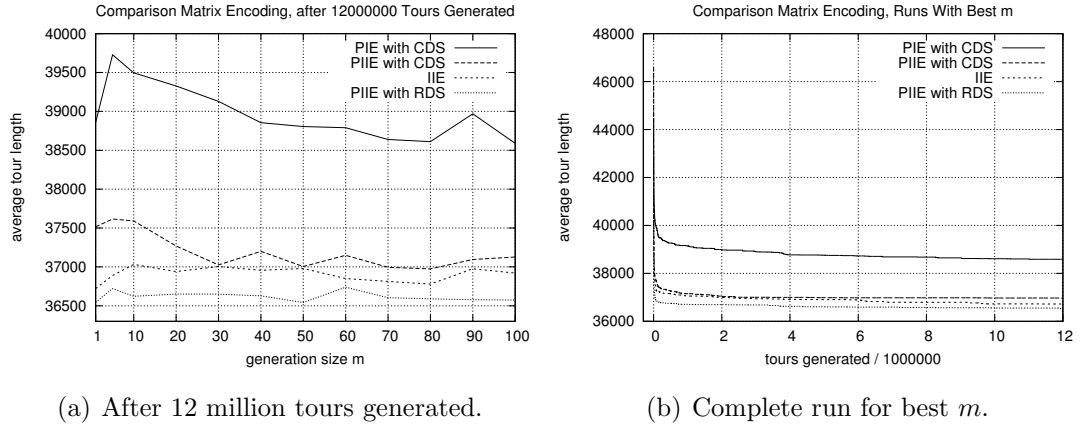 Comparison Matrix Encoding, after 12000000 Tours Generated
40000
39500
39000
38500
38000
37500
37000
36500
average tour length
PIE with CDS
PIIE with CDS
IIE
PIIE with RDS
1 10 20 30 40 50 60 70 80 90 100
generation size m
(a) After 12 million tours generated.
Comparison Matrix Encoding, Runs With Best m
48000
46000
44000
42000
40000
38000
36000
average tour length
PIE with CDS
PIIE with CDS
IIE
PIIE with RDS
0 2 4 6 8 10 12
tours generated / 1000000
(b) Complete run for best m.